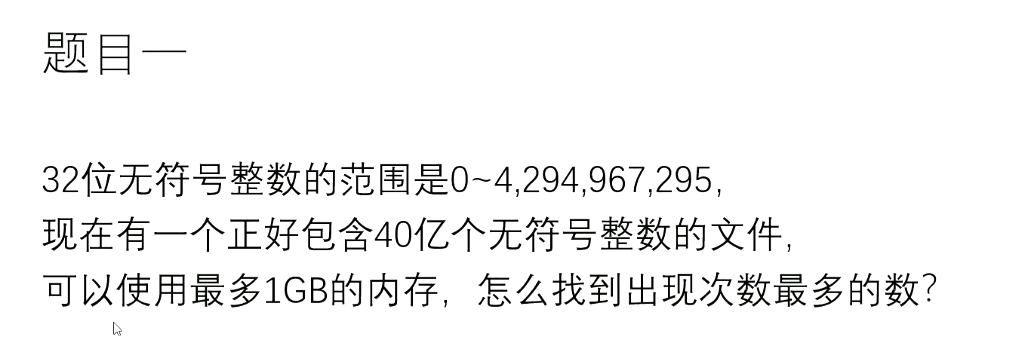 题目一
32位无符号整数的范围是0~4,294,967,295,
现在有一个正好包含40亿个无符号整数的文件,
可以使用最多1GB的内存，怎么找到出现次数最多的数?